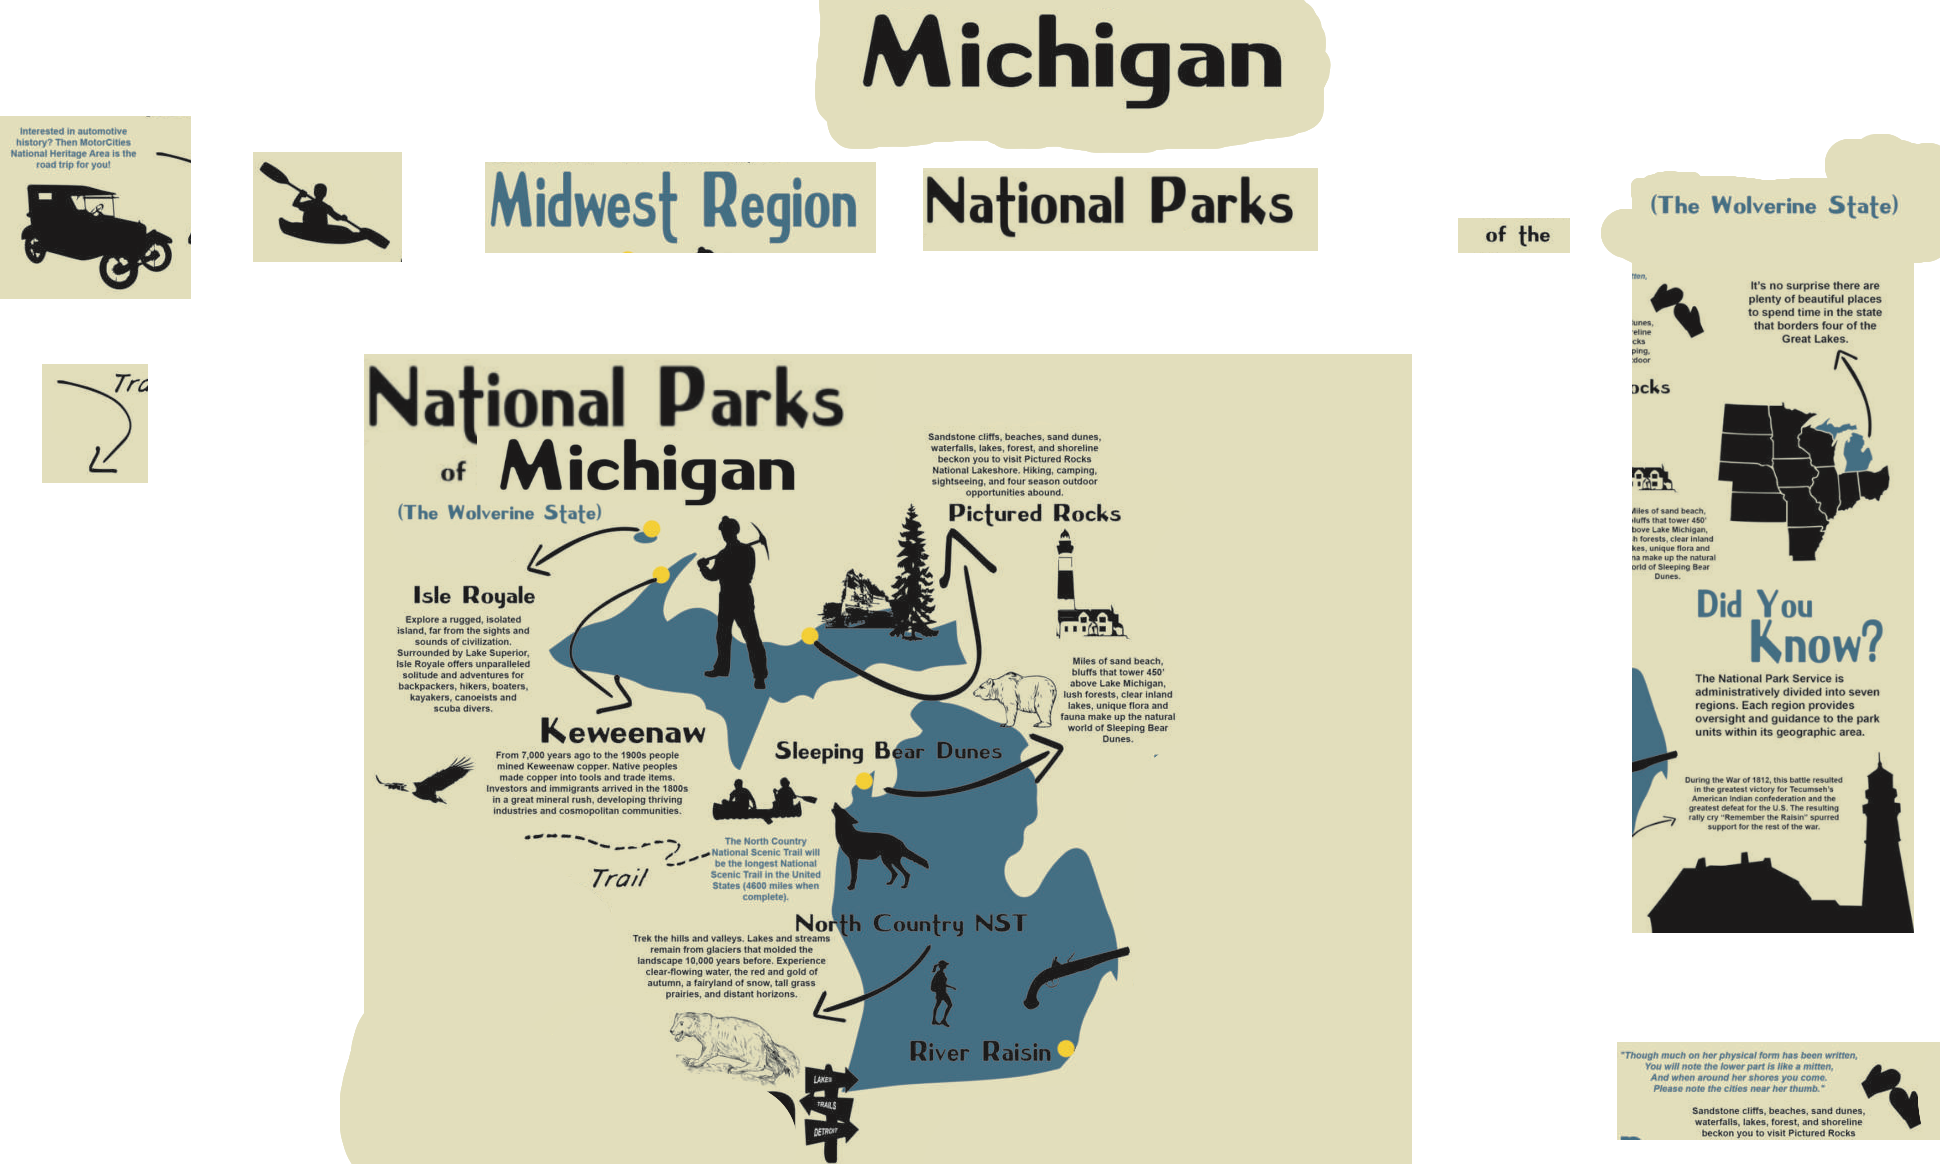 Michigan
Interested in automotive
history? Then MotorCities
National Heritage Area is the
road trip for you!
Midwest Region
National Parks
of the
(The Wolverine State)
It's no surprise there are
plenty of beautiful places
to spend time in the state
that borders four of the
Great Lakes.
National Parks
of Michigan
(The Wolverine State)
Sandstone cliffs, beaches, sand dunes,
waterfalls, lakes, forest, and shoreline
beckon you to visit Pictured Rocks
National Lakeshore. Hiking, camping,
sightseeing, and four season outdoor
opportunities abound.
Pictured Rocks
Isle Royale
Explore a rugged, isolated
island, far from the sights and
sounds of civilization.
Surrounded by Lake Superior,
Isle Royale offers unparalleled
solitude and adventures for
backpackers, hikers, boaters,
kayakers, canoeists and
scuba divers.
Keweenaw
From 7,000 years ago to the 1900s people
mined Keweenaw copper. Native peoples
made copper into tools and trade items.
Investors and immigrants arrived in the 1800s
in a great mineral rush, developing thriving
industries and cosmopolitan communities.
Miles of sand beach,
bluffs that tower 450'
above Lake Michigan,
lush forests, clear inland
lakes, unique flora and
fauna make up the natural
world of Sleeping Bear
Dunes.
Sleeping Bear Dunes
The North Country
National Scenic Trail will
be the longest National
Scenic Trail in the United
States (4600 miles when
complete).
Trail
North Country NST
Trek the hills and valleys. Lakes and streams
remain from glaciers that molded the
landscape 10,000 years before. Experience
clear-flowing water, the red and gold of
autumn, a fairyland of snow, tall grass
prairies, and distant horizons.
River Raisin
LAKES
TRAILS
DETROIT
Miles of sand beach,
bluffs that tower 450'
above Lake Michigan,
forests, clear inland
unique flora and
make up the natural
world of Sleeping Bear
Dunes.
Did You
Know?
The National Park Service is
administratively divided into seven
regions. Each region provides
oversight and guidance to the park
units within its geographic area.
During the War of 1812, this battle resulted
in the greatest victory for Tecumseh's
American Indian confederation and the
greatest defeat for the U.S. The resulting
rally cry "Remember the Raisin" spurred
support for the rest of the war.
"Though much on her physical form has been written,
You will note the lower part is like a mitten,
And when around her shores you come.
Please note the cities near her thumb."
Sandstone cliffs, beaches, sand dunes,
waterfalls, lakes, forest, and shoreline
beckon you to visit Pictured Rocks